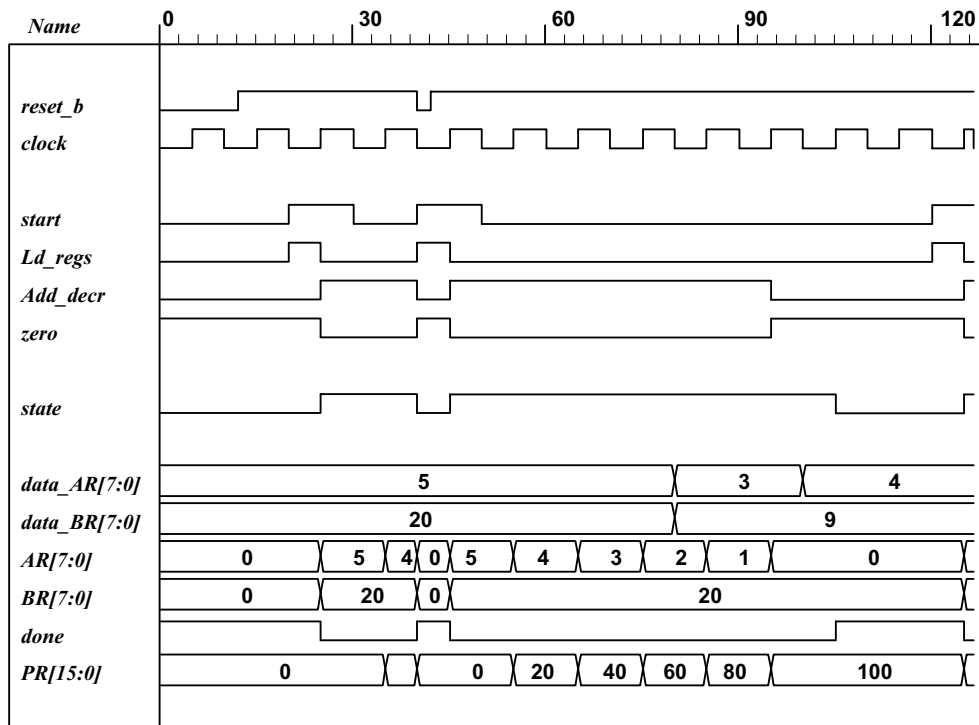 Name 0 30 60 90 120
reset_b
clock
start
Ld_regs
Add_decr
zero
state
data_AR[7:0] 5 3 4
data_BR[7:0] 20 9
AR[7:0] 0 5 4 0 5 4 3 2 1 0
BR[7:0] 0 20 0 20
done
PR[15:0] 0 0 20 40 60 80 100